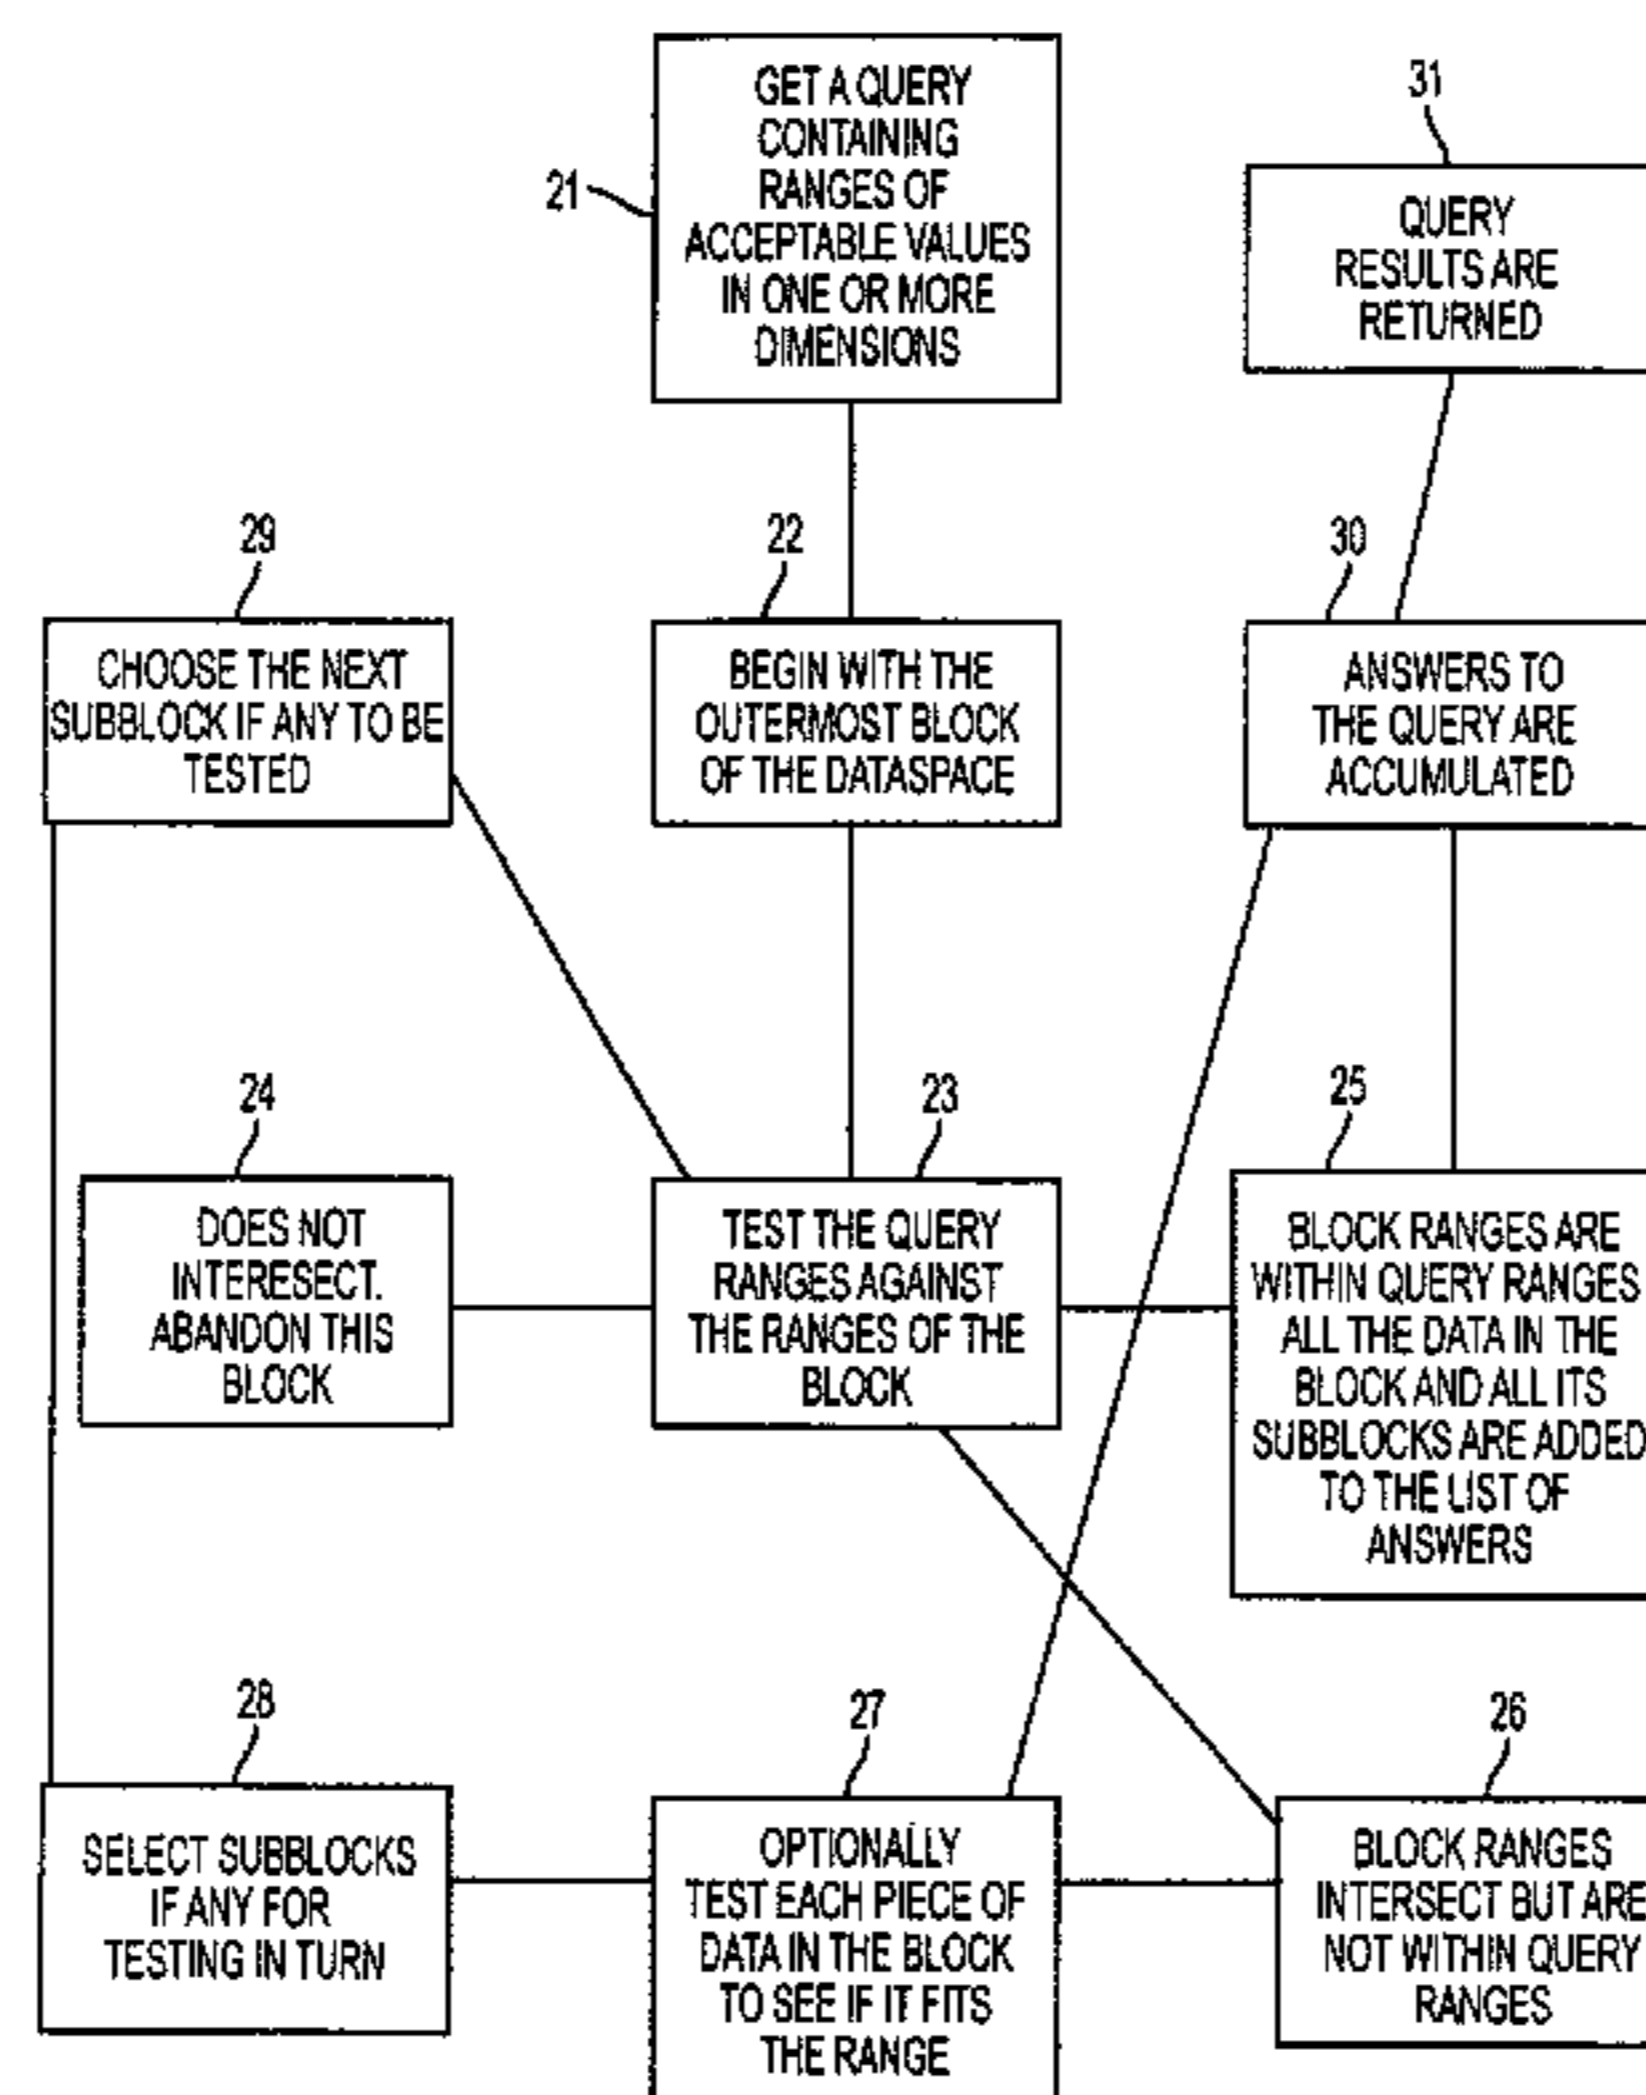 GET A QUERY
CONTAINING
RANGES OF
ACCEPTABLE VALUES
IN ONE OR MORE
DIMENSIONS
21
31
QUERY
RESULTS ARE
RETURNED
29
CHOOSE THE NEXT
SUBBLOCK IF ANY TO BE
TESTED
22
BEGIN WITH THE
OUTERMOST BLOCK
OF THE DATASPACE
30
ANSWERS TO
THE QUERY ARE
ACCUMULATED
24
DOES NOT
INTERESECT.
ABANDON THIS
BLOCK
23
TEST THE QUERY
RANGES AGAINST
THE RANGES OF THE
BLOCK
25
BLOCK RANGES ARE
WITHIN QUERY RANGES
ALL THE DATA IN THE
BLOCK AND ALL ITS
SUBBLOCKS ARE ADDED
TO THE LIST OF
ANSWERS
28
SELECT SUBBLOCKS
IF ANY FOR
TESTING IN TURN
27
OPTIONALLY
TEST EACH PIECE OF
DATA IN THE BLOCK
TO SEE IF IT FITS
THE RANGE
26
BLOCK RANGES
INTERSECT BUT ARE
NOT WITHIN QUERY
RANGES